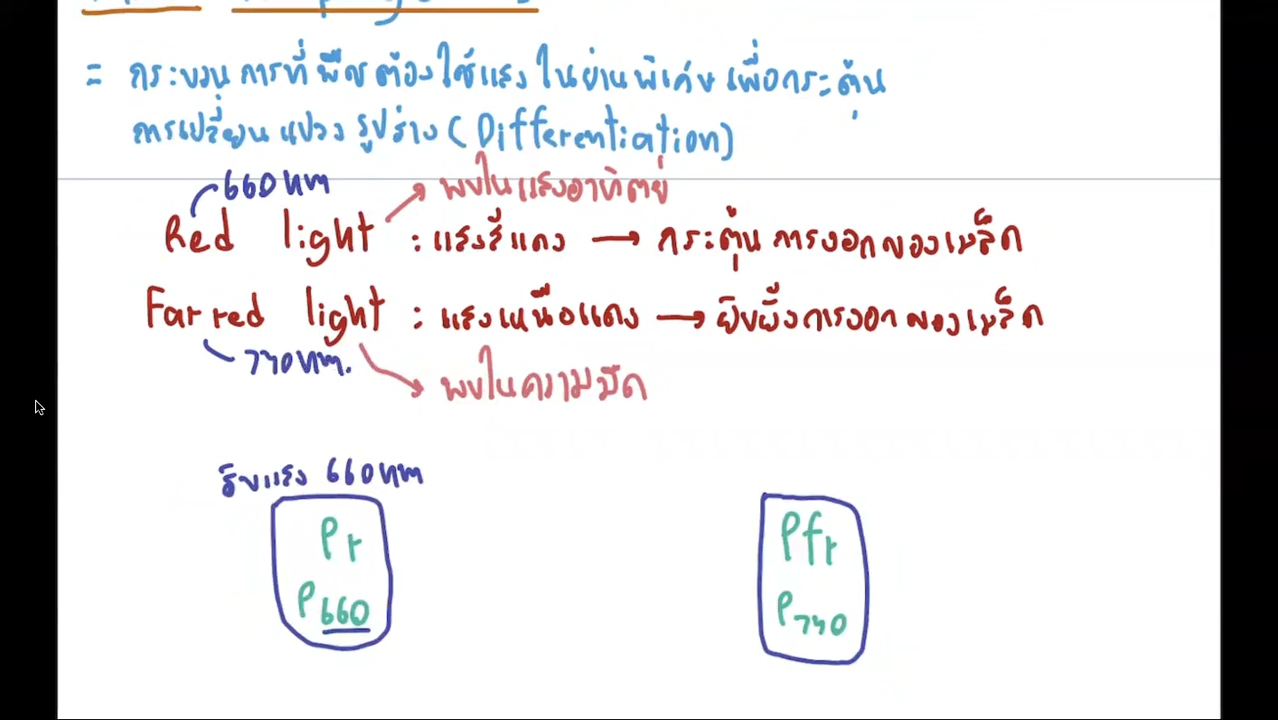 = กระบวนการที่พืชต้องใช้แสงในย่านพิเศษเพื่อกระตุ้น
การเปลี่ยนแปลงรูปร่าง (Differentiation)
660 nm
พบในแสงอาทิตย์
Red light : แสงสีแดง → กระตุ้นการงอกของเมล็ด
Far red light : แสงเหนือแดง → ยับยั้งการงอกของเมล็ด
730 nm.
พบในความมืด
รับแสง 660 nm
Pr
P660
Pfr
P730